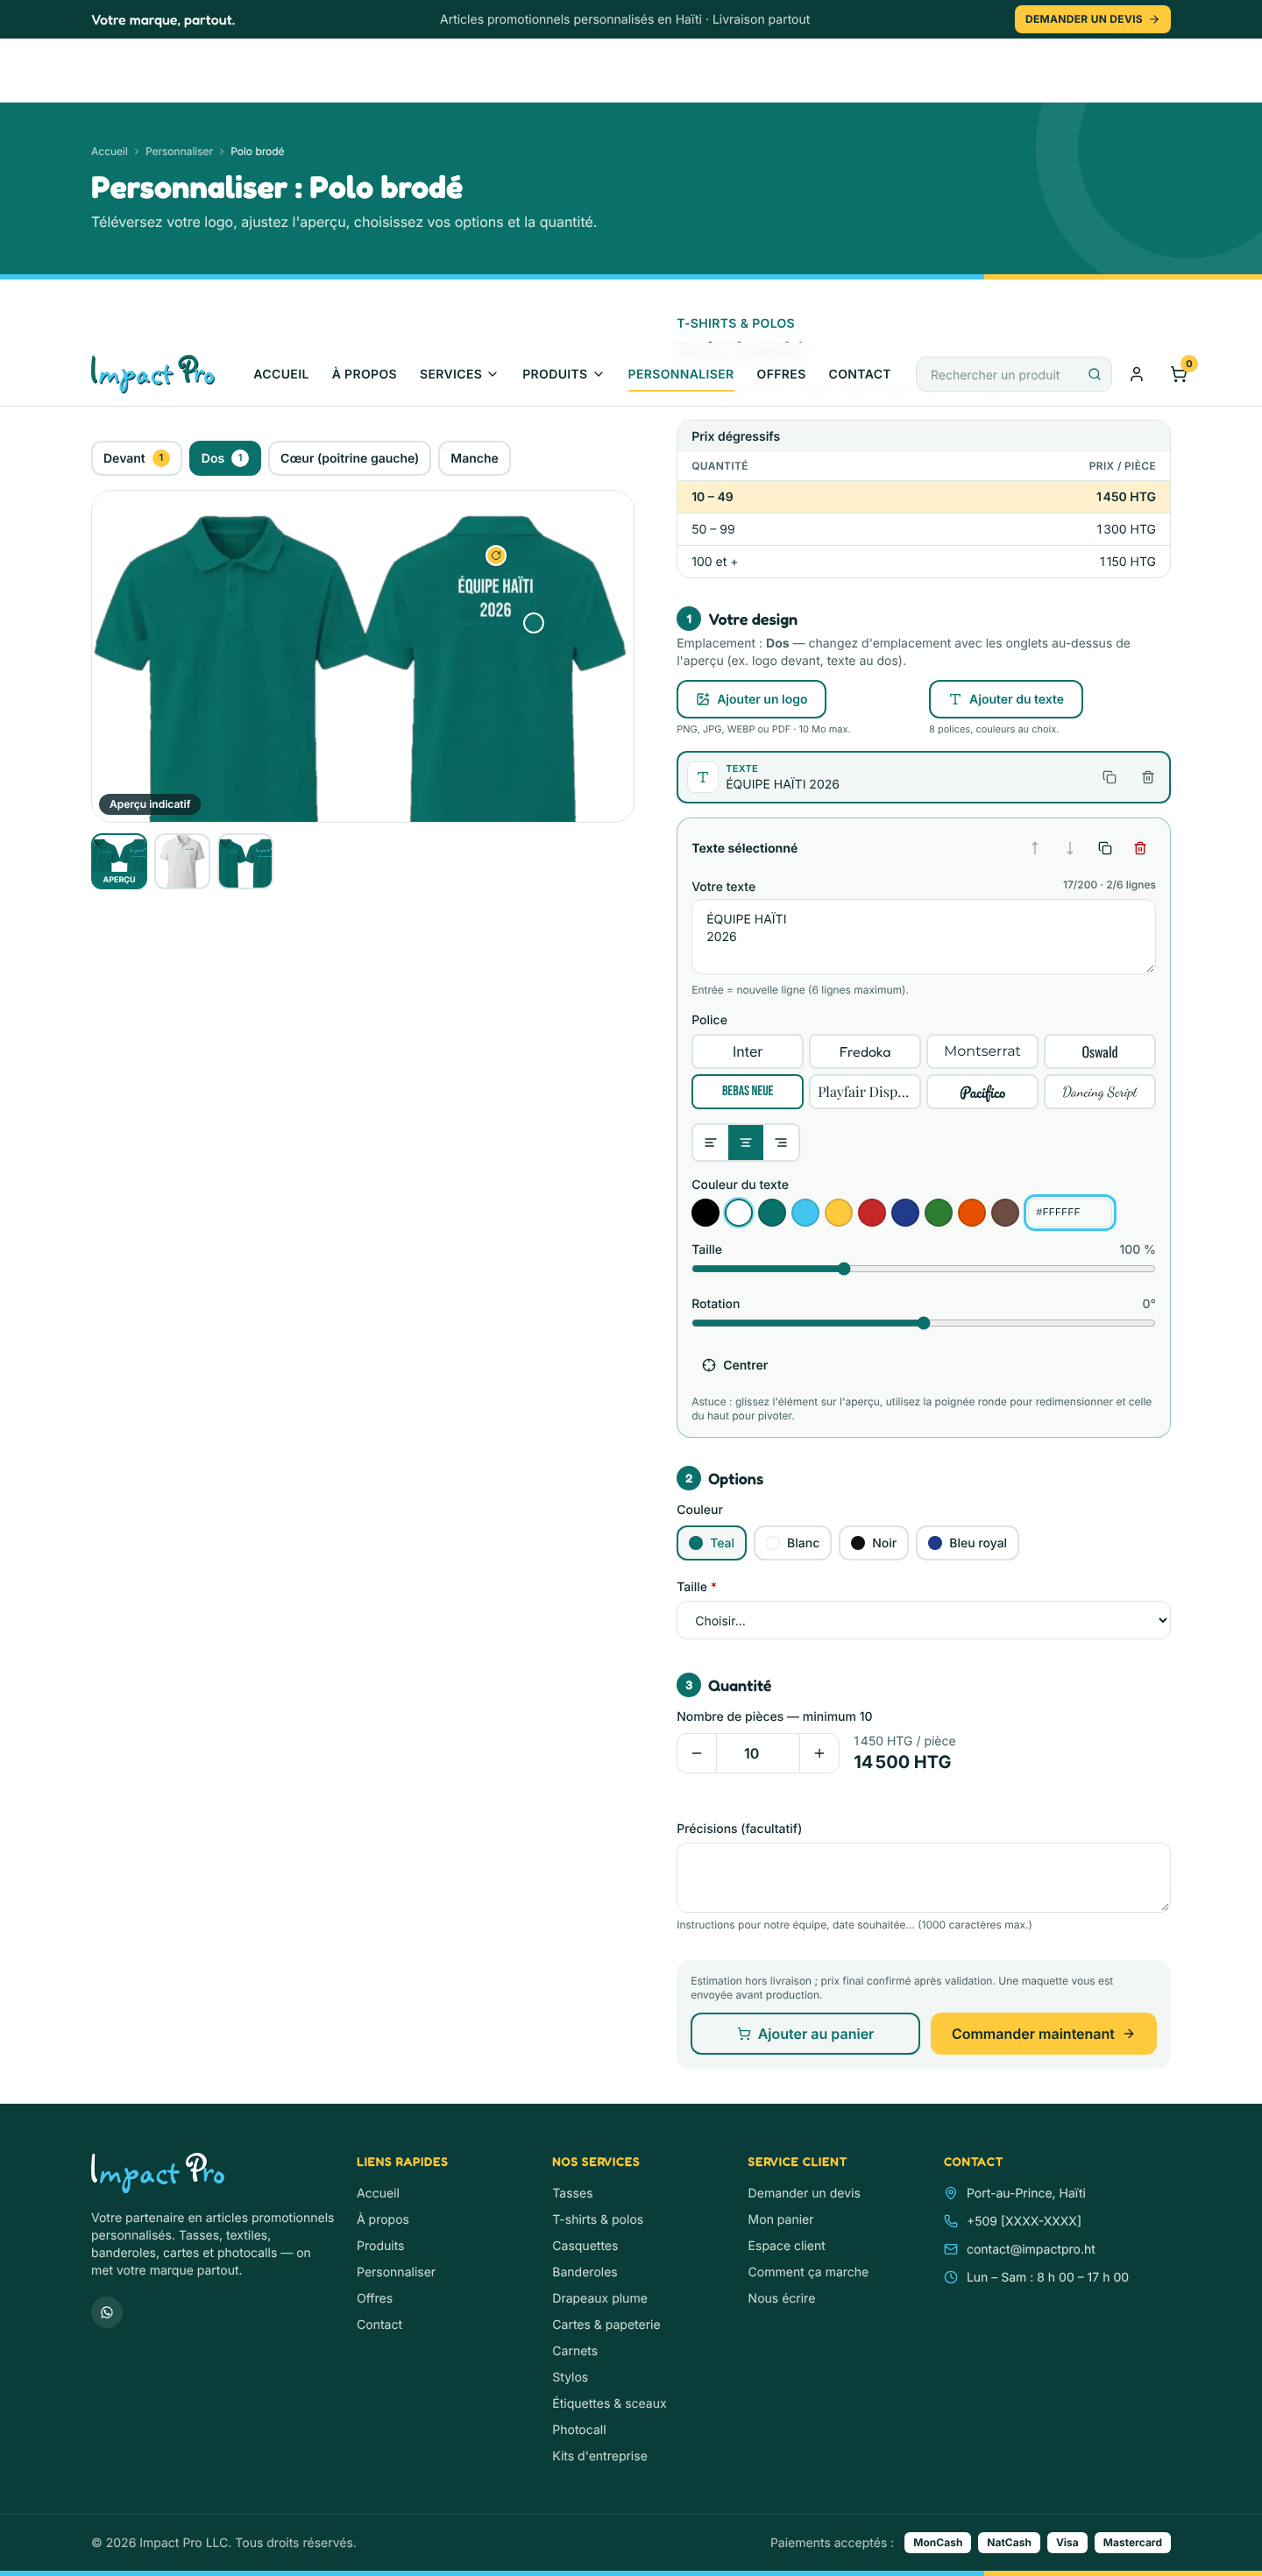 Votre marque, partout.
Articles promotionnels personnalisés en Haïti · Livraison partout
DEMANDER UN DEVIS
Accueil > Personnaliser > Polo brodé
Personnaliser : Polo brodé
Téléversez votre logo, ajustez l'aperçu, choisissez vos options et la quantité.
T-SHIRTS & POLOS
Impact Pro
ACCUEIL
À PROPOS
SERVICES
PRODUITS
PERSONNALISER
OFFRES
CONTACT
Rechercher un produit
0
Devant 1
Dos 1
Cœur (poitrine gauche)
Manche
ÉQUIPE HAÏTI
2026
Aperçu indicatif
APERÇU
Prix dégressifs
QUANTITÉ PRIX / PIÈCE
10 – 49 1 450 HTG
50 – 99 1 300 HTG
100 et + 1 150 HTG
1 Votre design
Emplacement : Dos — changez d'emplacement avec les onglets au-dessus de
l'aperçu (ex. logo devant, texte au dos).
Ajouter un logo
Ajouter du texte
PNG, JPG, WEBP ou PDF · 10 Mo max.
8 polices, couleurs au choix.
T
TEXTE
ÉQUIPE HAÏTI 2026
Texte sélectionné
Votre texte
17/200 · 2/6 lignes
ÉQUIPE HAÏTI
2026
Entrée = nouvelle ligne (6 lignes maximum).
Police
Inter
Fredoka
Montserrat
Oswald
BEBAS NEUE
Playfair Disp...
Pacifico
Dancing Script
Couleur du texte
#FFFFFF
Taille 100 %
Rotation 0°
Centrer
Astuce : glissez l'élément sur l'aperçu, utilisez la poignée ronde pour redimensionner et celle
du haut pour pivoter.
2 Options
Couleur
Teal
Blanc
Noir
Bleu royal
Taille *
Choisir...
3 Quantité
Nombre de pièces — minimum 10
− 10 +
1 450 HTG / pièce
14 500 HTG
Précisions (facultatif)
Instructions pour notre équipe, date souhaitée... (1000 caractères max.)
Estimation hors livraison ; prix final confirmé après validation. Une maquette vous est
envoyée avant production.
Ajouter au panier
Commander maintenant
Impact Pro
Votre partenaire en articles promotionnels
personnalisés. Tasses, textiles,
banderoles, cartes et photocalls — on
met votre marque partout.
LIENS RAPIDES
Accueil
À propos
Produits
Personnaliser
Offres
Contact
NOS SERVICES
Tasses
T-shirts & polos
Casquettes
Banderoles
Drapeaux plume
Cartes & papeterie
Carnets
Stylos
Étiquettes & sceaux
Photocall
Kits d'entreprise
SERVICE CLIENT
Demander un devis
Mon panier
Espace client
Comment ça marche
Nous écrire
CONTACT
Port-au-Prince, Haïti
+509 [XXXX-XXXX]
contact@impactpro.ht
Lun – Sam : 8 h 00 – 17 h 00
© 2026 Impact Pro LLC. Tous droits réservés.
Paiements acceptés :
MonCash
NatCash
Visa
Mastercard